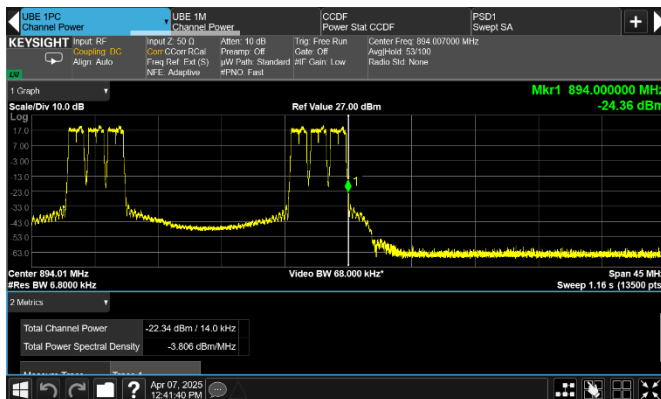 UBE 1PC
Channel Power
UBE 1M
Channel Power
CCDF
Power Stat CCDF
PSD1
Swept SA
+
KEYSIGHT
Input: RF
Coupling: DC
Align: Auto
Input Z: 50 Ω
Corr CCorr RCal
Freq Ref: Ext (S)
NFE: Adaptive
Atten: 10 dB
Preamp: Off
µW Path: Standard
#PNO: Fast
Trig: Free Run
Gate: Off
#IF Gain: Low
Center Freq: 894.007000 MHz
Avg|Hold: 53/100
Radio Std: None
1 Graph
Mkr1 894.000000 MHz
-24.36 dBm
Scale/Div 10.0 dB
Ref Value 27.00 dBm
Log
17.0
7.00
-3.00
-13.0
-23.0
-33.0
-43.0
-53.0
-63.0
1
Center 894.01 MHz
Video BW 68.000 kHz*
Span 45 MHz
#Res BW 6.8000 kHz
Sweep 1.16 s (13500 pts
2 Metrics
Total Channel Power -22.34 dBm / 14.0 kHz
Total Power Spectral Density -3.806 dBm/MHz
?
Apr 07, 2025
12:41:40 PM